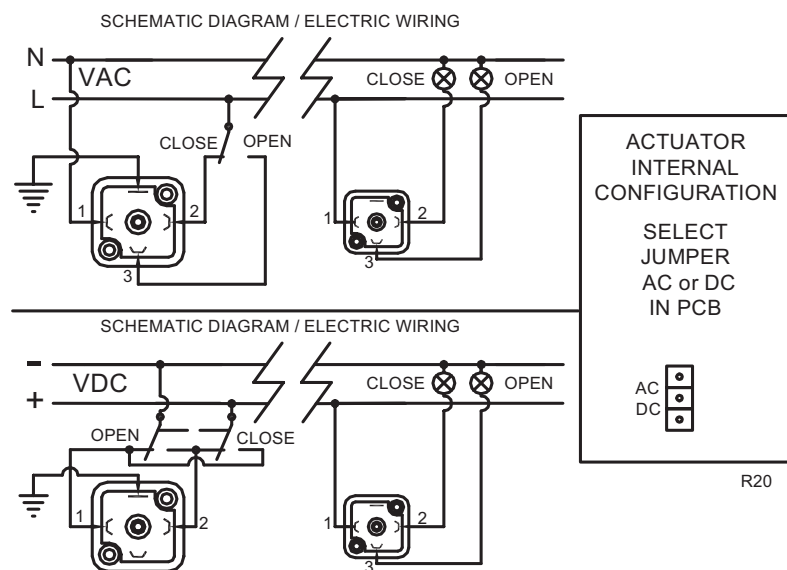 SCHEMATIC DIAGRAM / ELECTRIC WIRING
N
VAC
L
CLOSE OPEN
1 2
3
CLOSE OPEN
1 2
3
SCHEMATIC DIAGRAM / ELECTRIC WIRING
-
VDC
+
OPEN CLOSE
1 2
CLOSE OPEN
1 2
3
ACTUATOR
INTERNAL
CONFIGURATION
SELECT
JUMPER
AC or DC
IN PCB
AC
DC
R20